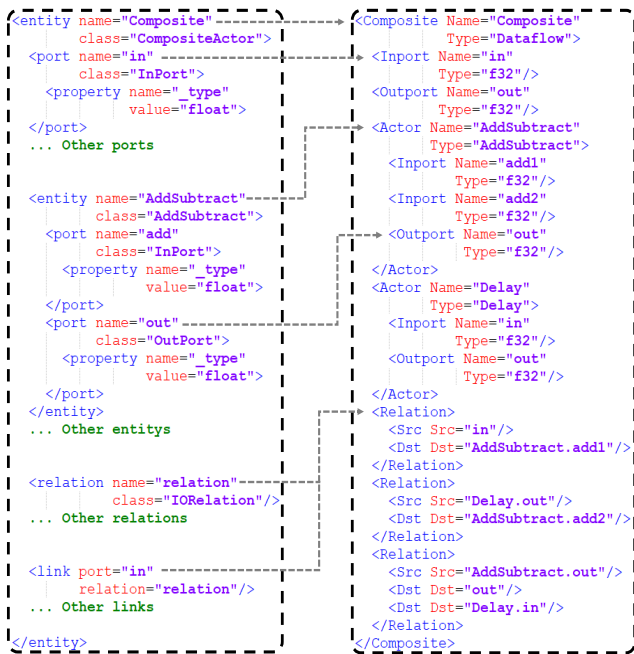 <entity name="Composite"
class="CompositeActor">
<port name="in"
class="InPort">
<property name="_type"
value="float">
</port>
... Other ports
<entity name="AddSubtract"
class="AddSubtract">
<port name="add"
class="InPort">
<property name="_type"
value="float">
</port>
<port name="out"
class="OutPort">
<property name="_type"
value="float">
</port>
</entity>
... Other entitys
<relation name="relation"
class="IORelation"/>
... Other relations
<link port="in"
relation="relation"/>
... Other links
</entity>
<Composite Name="Composite"
Type="Dataflow">
<Inport Name="in"
Type="f32"/>
<Outport Name="out"
Type="f32"/>
<Actor Name="AddSubtract"
Type="AddSubtract">
<Inport Name="add1"
Type="f32"/>
<Inport Name="add2"
Type="f32"/>
<Outport Name="out"
Type="f32"/>
</Actor>
<Actor Name="Delay"
Type="Delay">
<Inport Name="in"
Type="f32"/>
<Outport Name="out"
Type="f32"/>
</Actor>
<Relation>
<Src Src="in"/>
<Dst Dst="AddSubtract.add1"/>
</Relation>
<Relation>
<Src Src="Delay.out"/>
<Dst Dst="AddSubtract.add2"/>
</Relation>
<Relation>
<Src Src="AddSubtract.out"/>
<Dst Dst="out"/>
<Dst Dst="Delay.in"/>
</Relation>
</Composite>